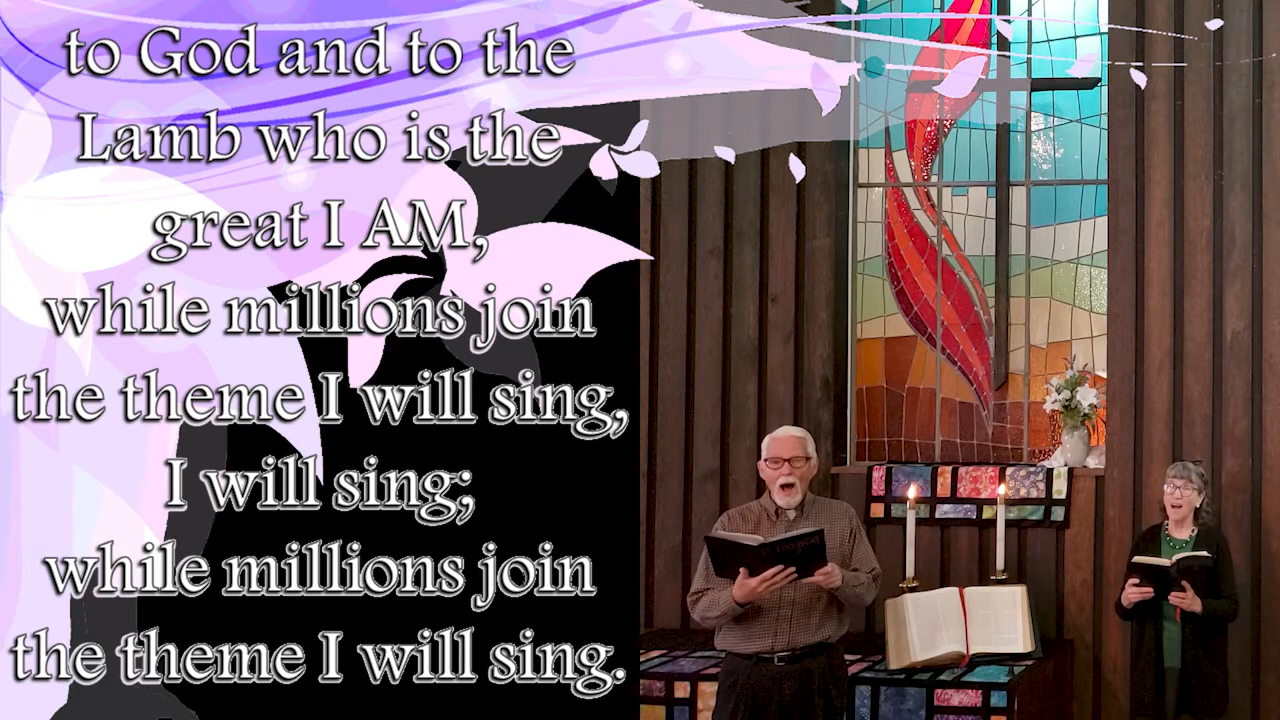 to God and to the
Lamb who is the
great I AM,
while millions join
the theme I will sing,
I will sing;
while millions join
the theme I will sing.